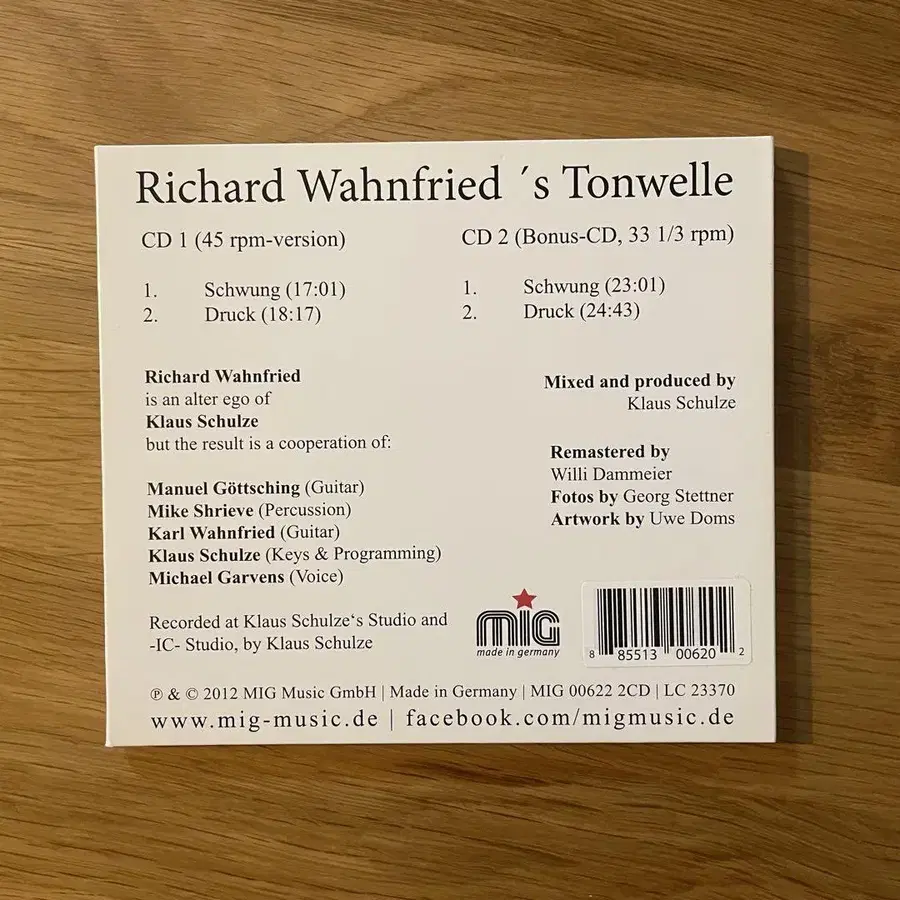 Richard Wahnfried ´s Tonwelle
CD 1 (45 rpm-version)
1. Schwung (17:01)
2. Druck (18:17)
CD 2 (Bonus-CD, 33 1/3 rpm)
1. Schwung (23:01)
2. Druck (24:43)
Richard Wahnfried
is an alter ego of
Klaus Schulze
but the result is a cooperation of:
Manuel Göttsching (Guitar)
Mike Shrieve (Percussion)
Karl Wahnfried (Guitar)
Klaus Schulze (Keys & Programming)
Michael Garvens (Voice)
Recorded at Klaus Schulze‘s Studio and
-IC- Studio, by Klaus Schulze
Mixed and produced by
Klaus Schulze
Remastered by
Willi Dammeier
Fotos by Georg Stettner
Artwork by Uwe Doms
mig
made in germany
8 85513 00620 2
℗ & © 2012 MIG Music GmbH | Made in Germany | MIG 00622 2CD | LC 23370
www.mig-music.de | facebook.com/migmusic.de